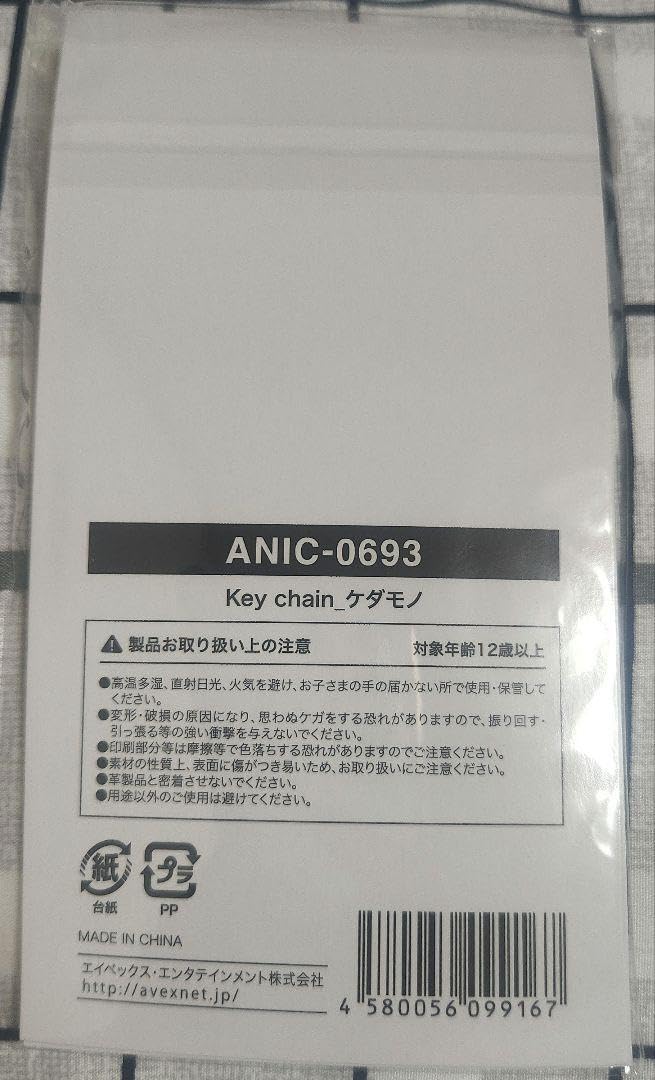 ANIC-0693
Key chain_ケダモノ
製品お取り扱い上の注意 対象年齢12歳以上
●高温多湿、直射日光、火気を避け、お子さまの手の届かない所で使用・保管して
ください。
●変形・破損の原因になり、思わぬケガをする恐れがありますので、振り回す・
引っ張る等の強い衝撃を与えないでください。
●印刷部分等は摩擦等で色落ちする恐れがありますのでご注意ください。
●素材の性質上、表面に傷がつき易いため、お取り扱いにご注意ください。
●革製品と密着させないでください。
●用途以外のご使用は避けてください。
紙 プラ
台紙 PP
MADE IN CHINA
エイベックス・エンタテインメント株式会社
http://avexnet.jp/
4 580056 099167